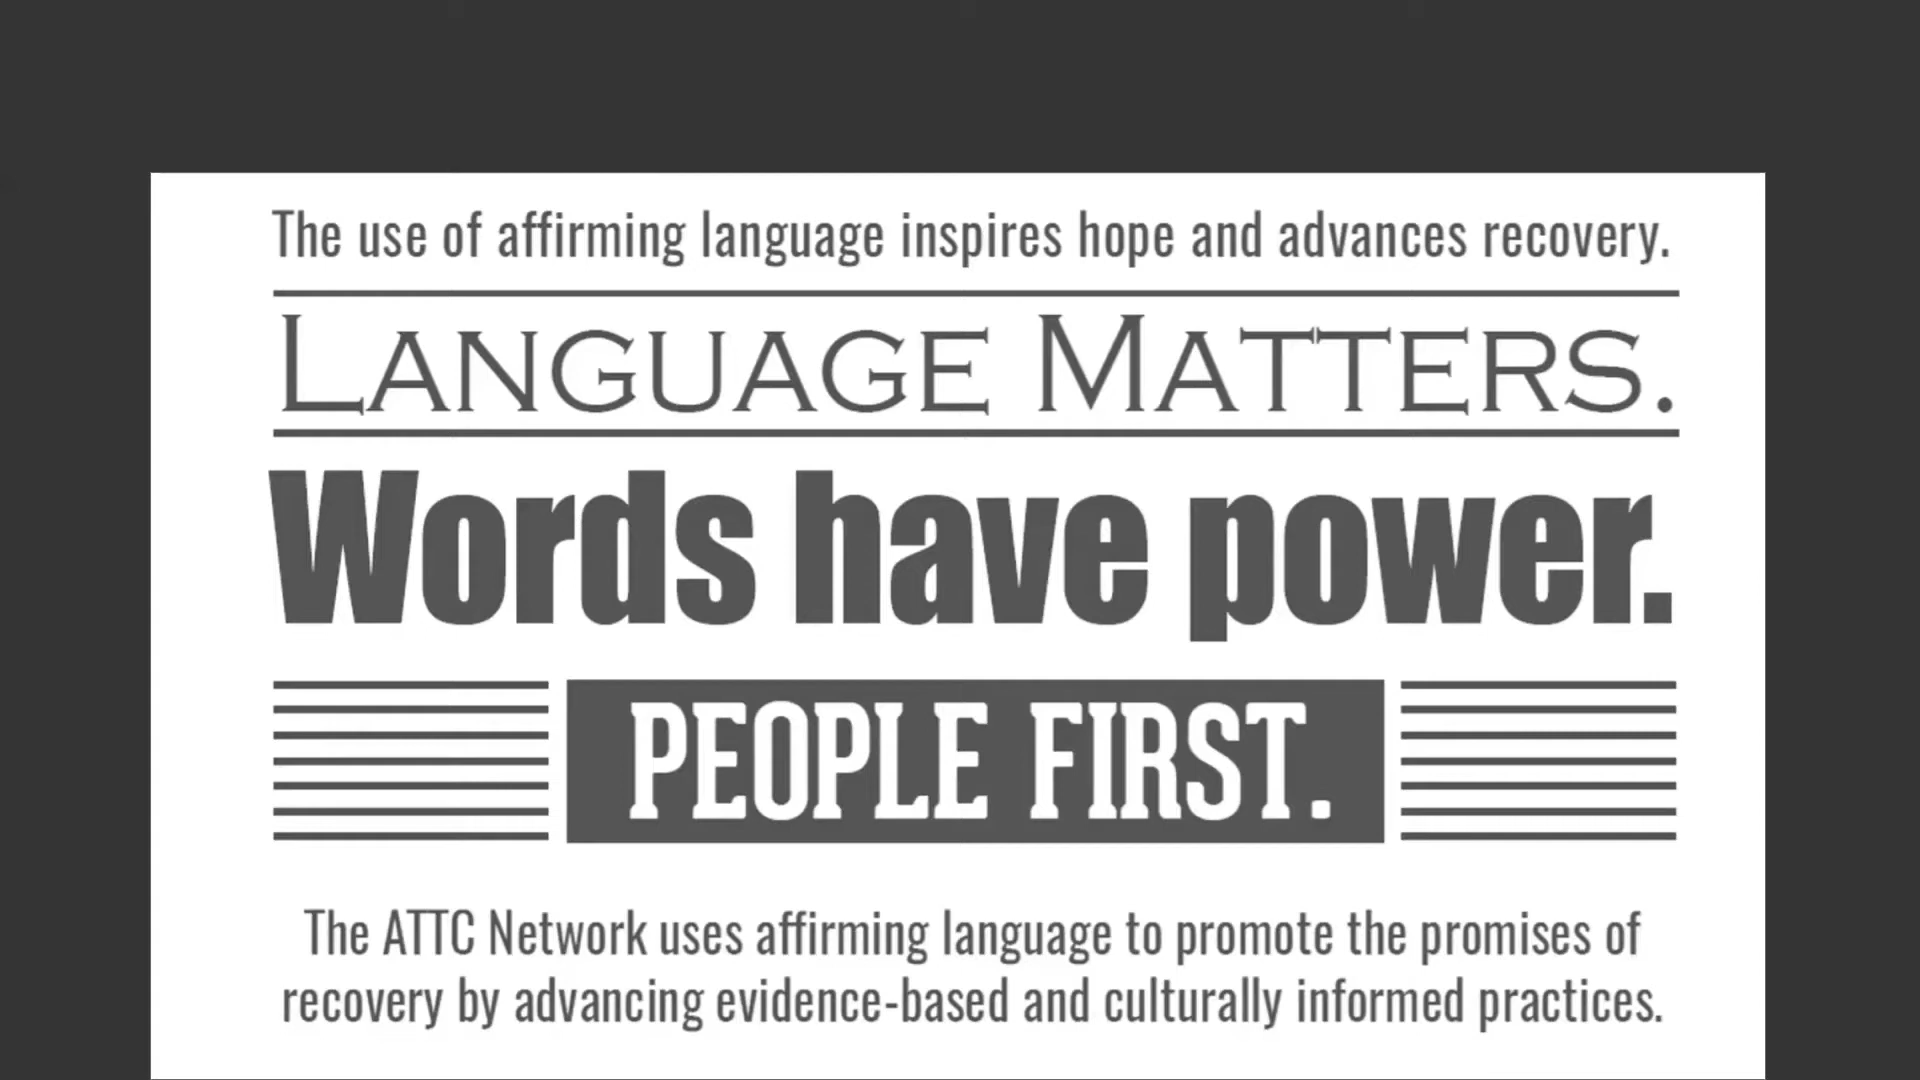 The use of affirming language inspires hope and advances recovery.
LANGUAGE MATTERS.
Words have power.
PEOPLE FIRST.
The ATTC Network uses affirming language to promote the promises of
recovery by advancing evidence-based and culturally informed practices.